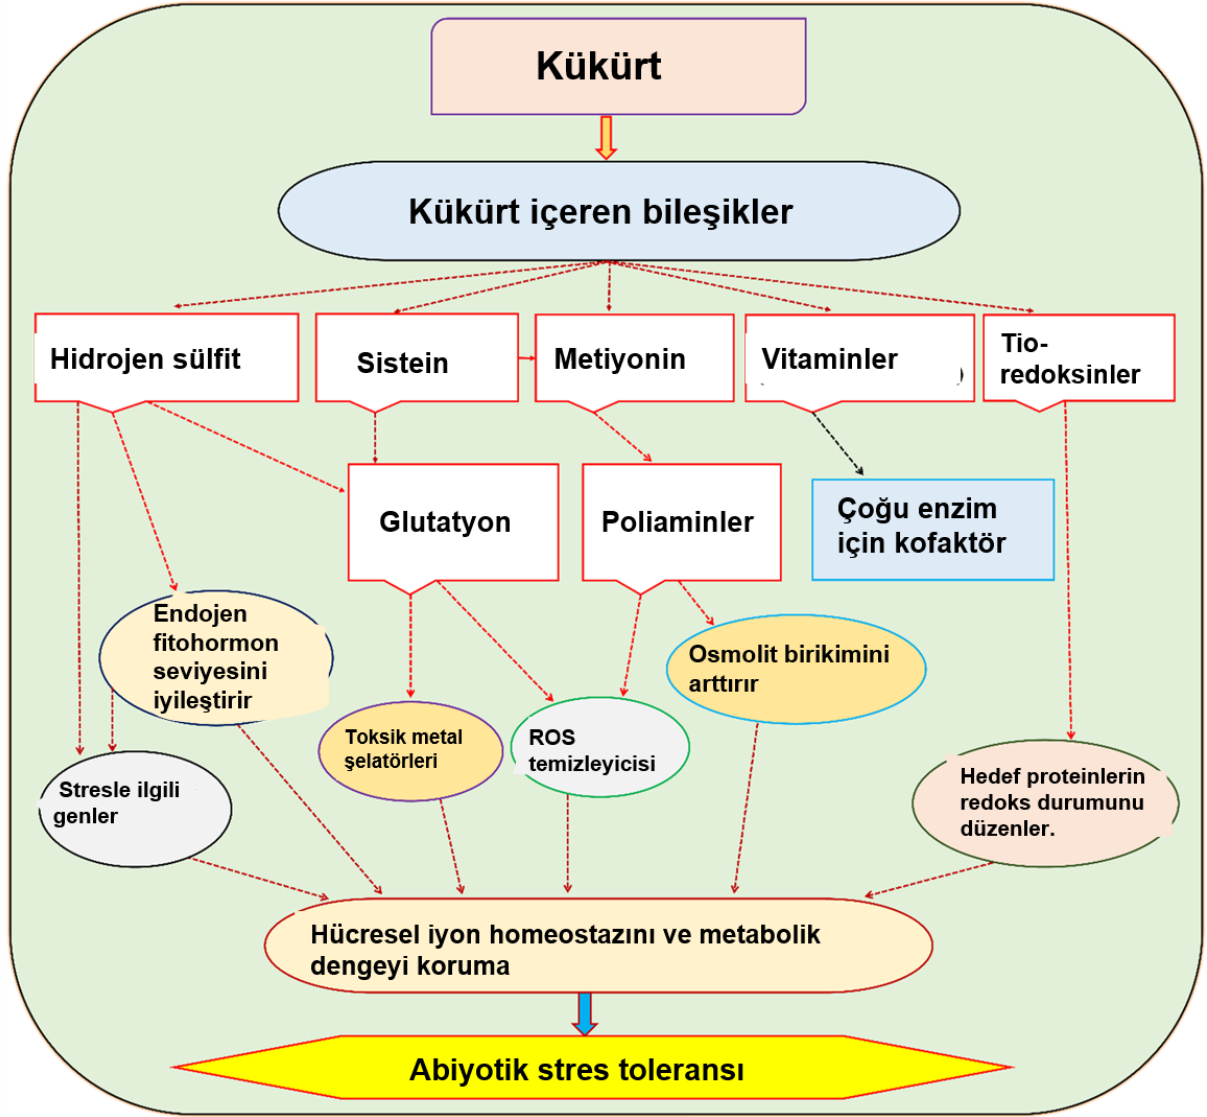 Kükürt
Kükürt içeren bileşikler
Hidrojen sülfit
Sistein
Metiyonin
Vitaminler
)
Tio-
redoksinler
Glutatyon
Poliaminler
Çoğu enzim
için kofaktör
Endojen
fitohormon
seviyesini
iyileştirir
Osmolit birikimini
arttırır
Toksik metal
şelatörleri
ROS
temizleyicisi
Stresle ilgili
genler
Hedef proteinlerin
redoks durumunu
düzenler.
Hücresel iyon homeostazını ve metabolik
dengeyi koruma
Abiyotik stres toleransı